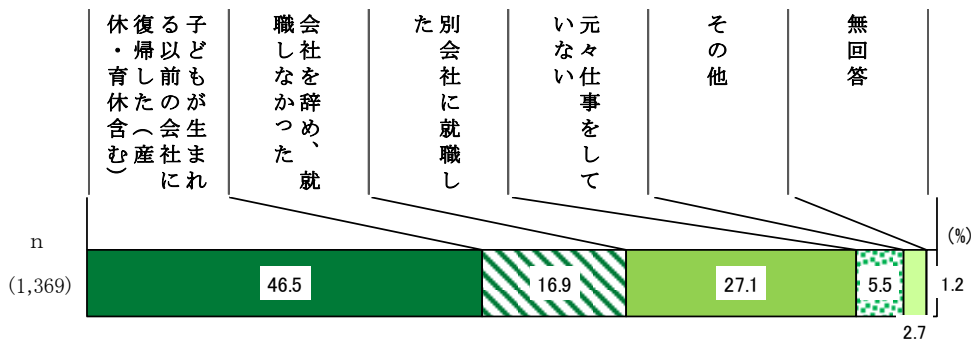 子どもが生まれ
る以前の会社に
復帰した（産
休・育休含む）
会社を辞め、就
職しなかった
別会社に就職し
た
元々仕事をして
いない
その他
無回答
n
(%)
(1,369)
46.5
16.9
27.1
5.5
1.2
2.7